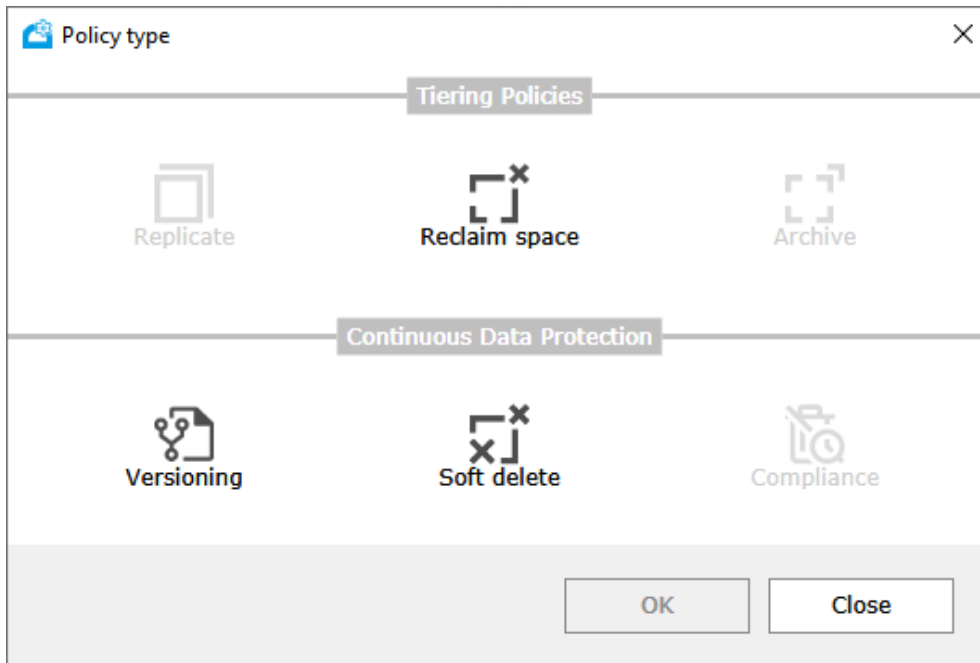 Policy type
Tiering Policies
Replicate
Reclaim space
Archive
Continuous Data Protection
Versioning
Soft delete
Compliance
OK
Close